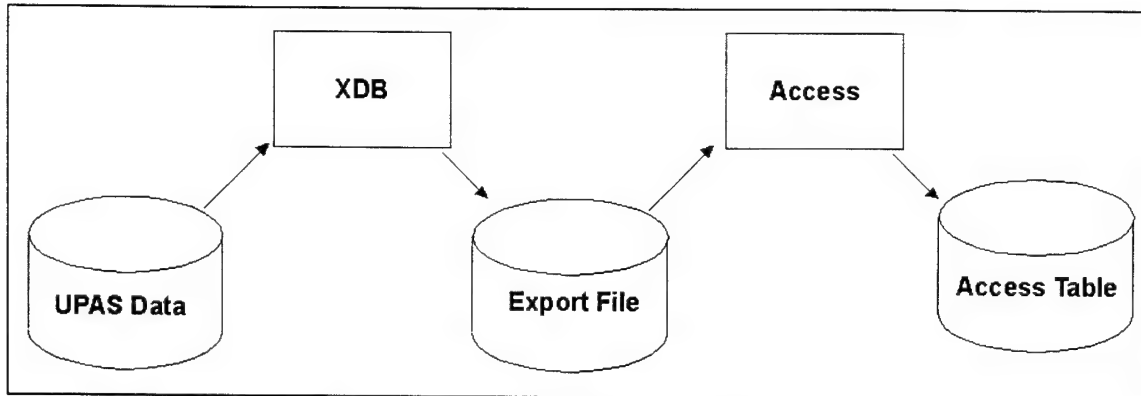 XDB
Access
UPAS Data
Export File
Access Table